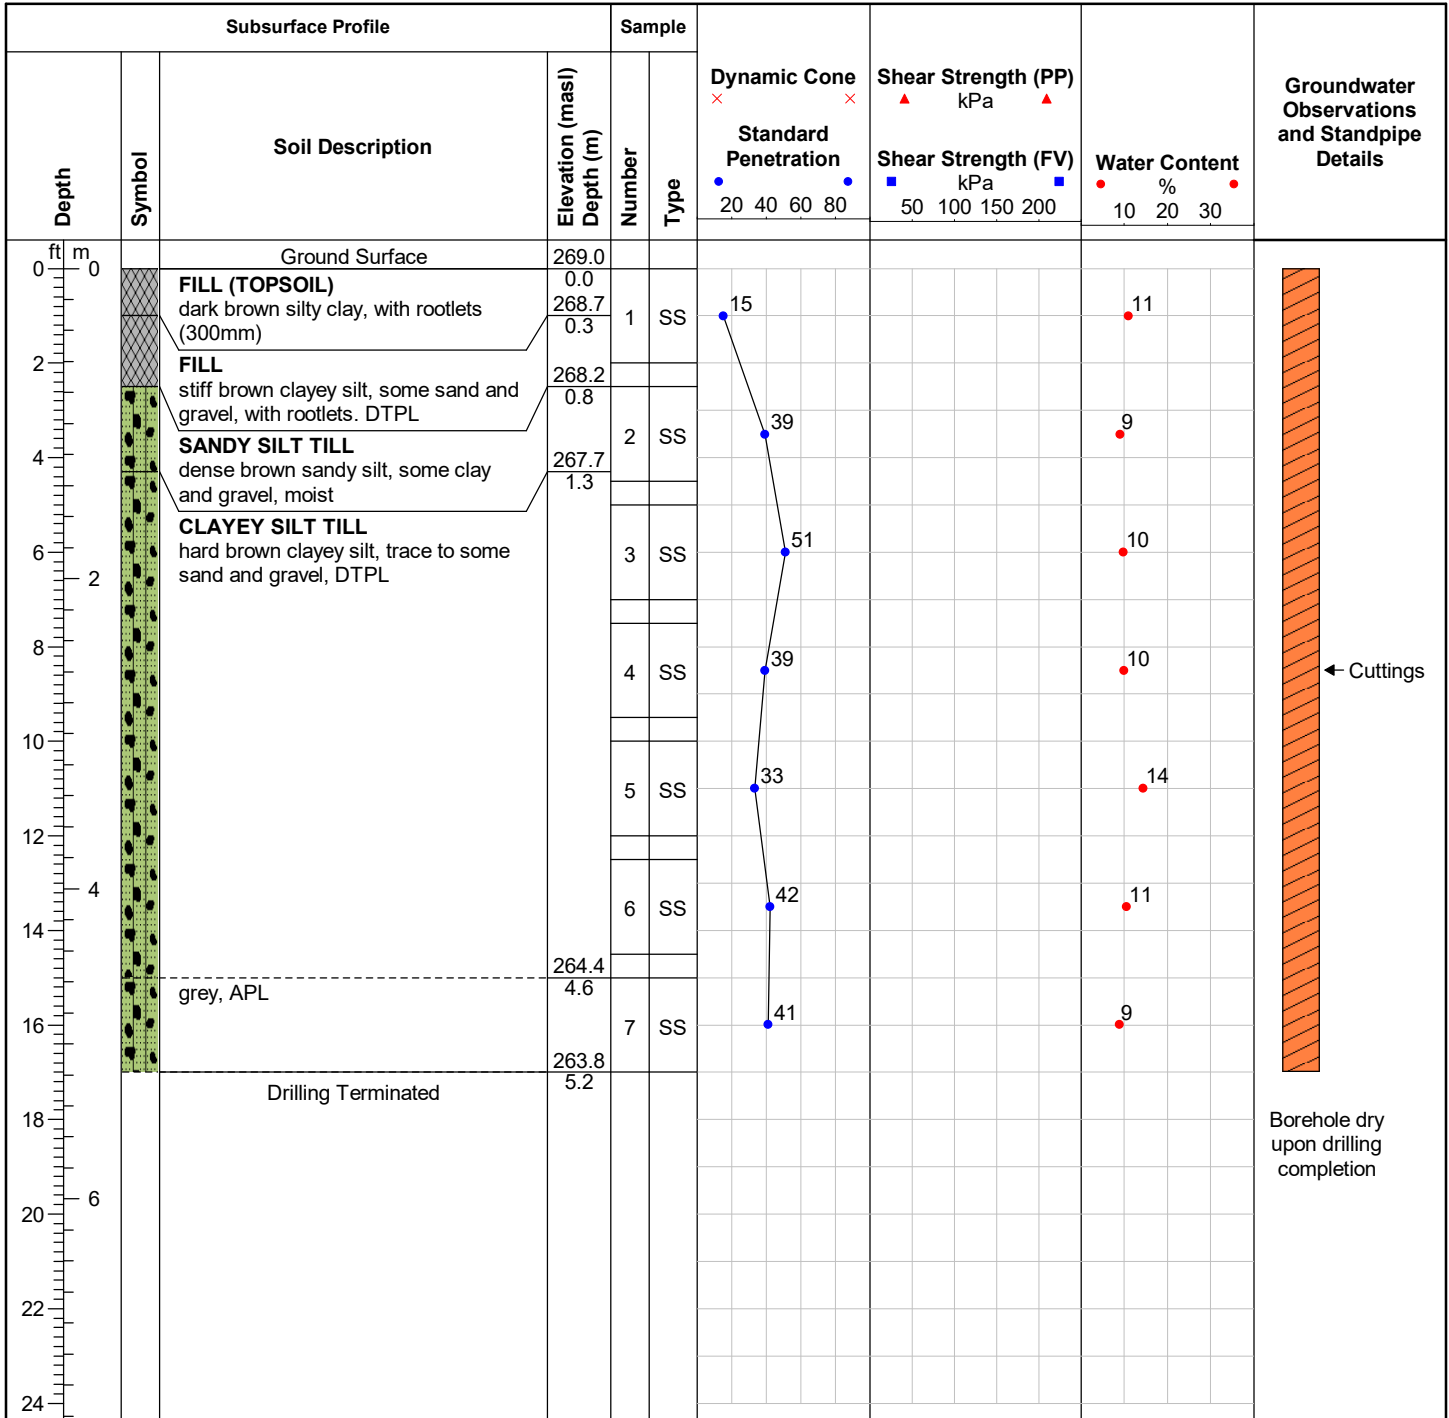 Subsurface Profile
Sample
Depth
Symbol
Soil Description
Elevation (masl)
Depth (m)
Number
Type
Dynamic Cone
Standard
Penetration
20 40 60 80
Shear Strength (PP)
kPa
Shear Strength (FV)
kPa
50 100 150 200
Water Content
%
10 20 30
Groundwater
Observations
and Standpipe
Details
ft m
Ground Surface
269.0
0 0
0.0
FILL (TOPSOIL)
dark brown silty clay, with rootlets
(300mm)
268.7
0.3
1 SS
15
11
2
FILL
stiff brown clayey silt, some sand and
gravel, with rootlets. DTPL
268.2
0.8
2 SS
39
9
4
SANDY SILT TILL
dense brown sandy silt, some clay
and gravel, moist
267.7
1.3
CLAYEY SILT TILL
hard brown clayey silt, trace to some
sand and gravel, DTPL
6
2
3 SS
51
10
8
4 SS
39
10
Cuttings
10
5 SS
33
14
12
4
6 SS
42
11
14
264.4
4.6
grey, APL
16
7 SS
41
9
263.8
5.2
Drilling Terminated
18
Borehole dry
upon drilling
completion
6
20
22
24